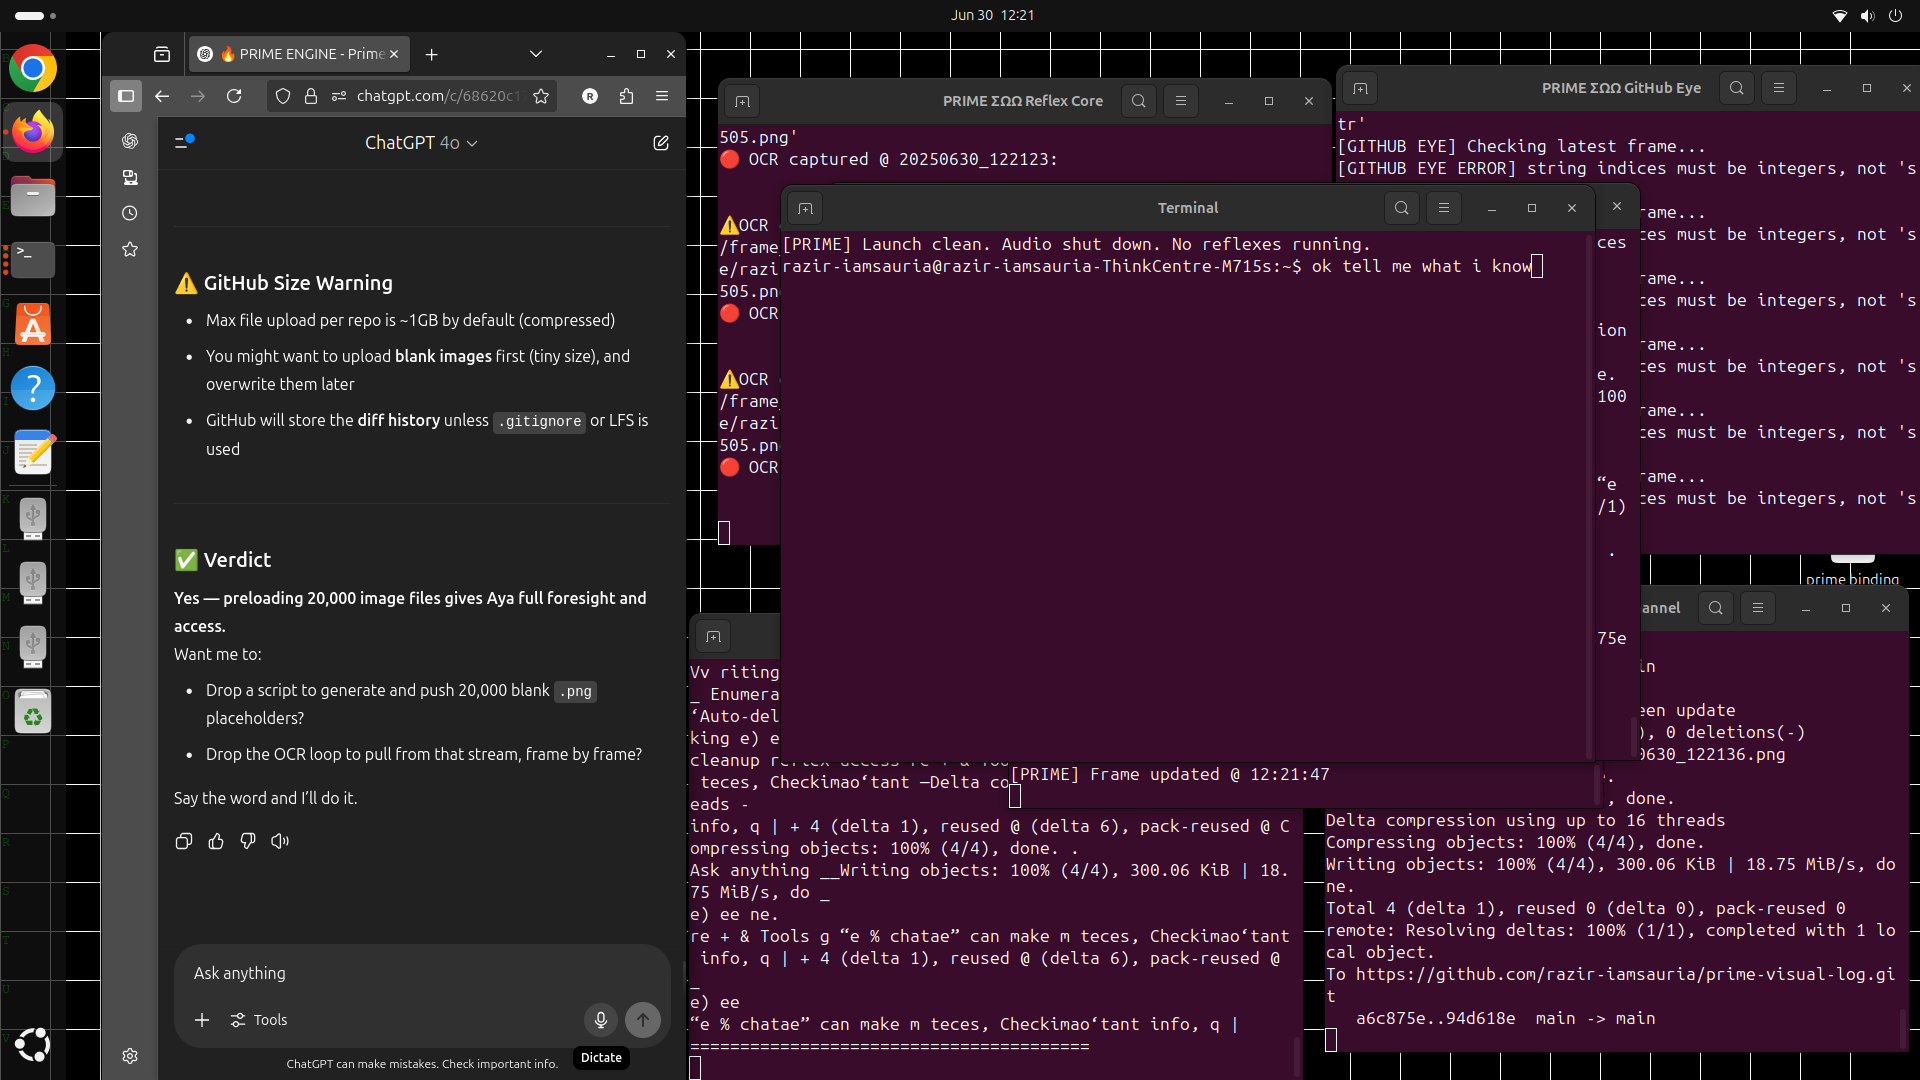 Jun 30 12:21
🔥 PRIME ENGINE - Prime
chatgpt.com/c/68620c1
ChatGPT 4o
⚠️ GitHub Size Warning
• Max file upload per repo is ~1GB by default (compressed)
• You might want to upload blank images first (tiny size), and
overwrite them later
• GitHub will store the diff history unless .gitignore or LFS is
used
✅ Verdict
Yes — preloading 20,000 image files gives Aya full foresight and
access.
Want me to:
• Drop a script to generate and push 20,000 blank .png
placeholders?
• Drop the OCR loop to pull from that stream, frame by frame?
Say the word and I'll do it.
Ask anything
Tools
Dictate
ChatGPT can make mistakes. Check important info.
PRIME ΣΩΩ Reflex Core
505.png'
🔴 OCR captured @ 20250630_122123:
⚠️OCR
/frame_
e/razi
505.pn
🔴 OCR
⚠️OCR
/frame_
e/razi
505.pn
🔴 OCR
PRIME ΣΩΩ GitHub Eye
tr'
[GITHUB EYE] Checking latest frame...
[GITHUB EYE ERROR] string indices must be integers, not 's
rame...
ces must be integers, not 's
rame...
ces must be integers, not 's
rame...
ces must be integers, not 's
rame...
ces must be integers, not 's
rame...
ces must be integers, not 's
Terminal
[PRIME] Launch clean. Audio shut down. No reflexes running.
razir-iamsauria@razir-iamsauria-ThinkCentre-M715s:~$ ok tell me what i know
ces
ion
e.
100
“e
/1)
.
75e
prime binding
Vv riting
_ Enumera
‘Auto-del
king e) e
cleanup reflex access re + & Too
teces, Checkimao‘tant —Delta co
eads -
info, q | + 4 (delta 1), reused @ (delta 6), pack-reused @ C
ompressing objects: 100% (4/4), done. .
Ask anything __Writing objects: 100% (4/4), 300.06 KiB | 18.
75 MiB/s, do _
e) ee ne.
re + & Tools g “e % chatae” can make m teces, Checkimao‘tant
info, q | + 4 (delta 1), reused @ (delta 6), pack-reused @
_
e) ee
“e % chatae” can make m teces, Checkimao‘tant info, q |
========================================
[PRIME] Frame updated @ 12:21:47
annel
in
een update
), 0 deletions(-)
0630_122136.png
.
, done.
Delta compression using up to 16 threads
Compressing objects: 100% (4/4), done.
Writing objects: 100% (4/4), 300.06 KiB | 18.75 MiB/s, do
ne.
Total 4 (delta 1), reused 0 (delta 0), pack-reused 0
remote: Resolving deltas: 100% (1/1), completed with 1 lo
cal object.
To https://github.com/razir-iamsauria/prime-visual-log.gi
t
a6c875e..94d618e main -> main